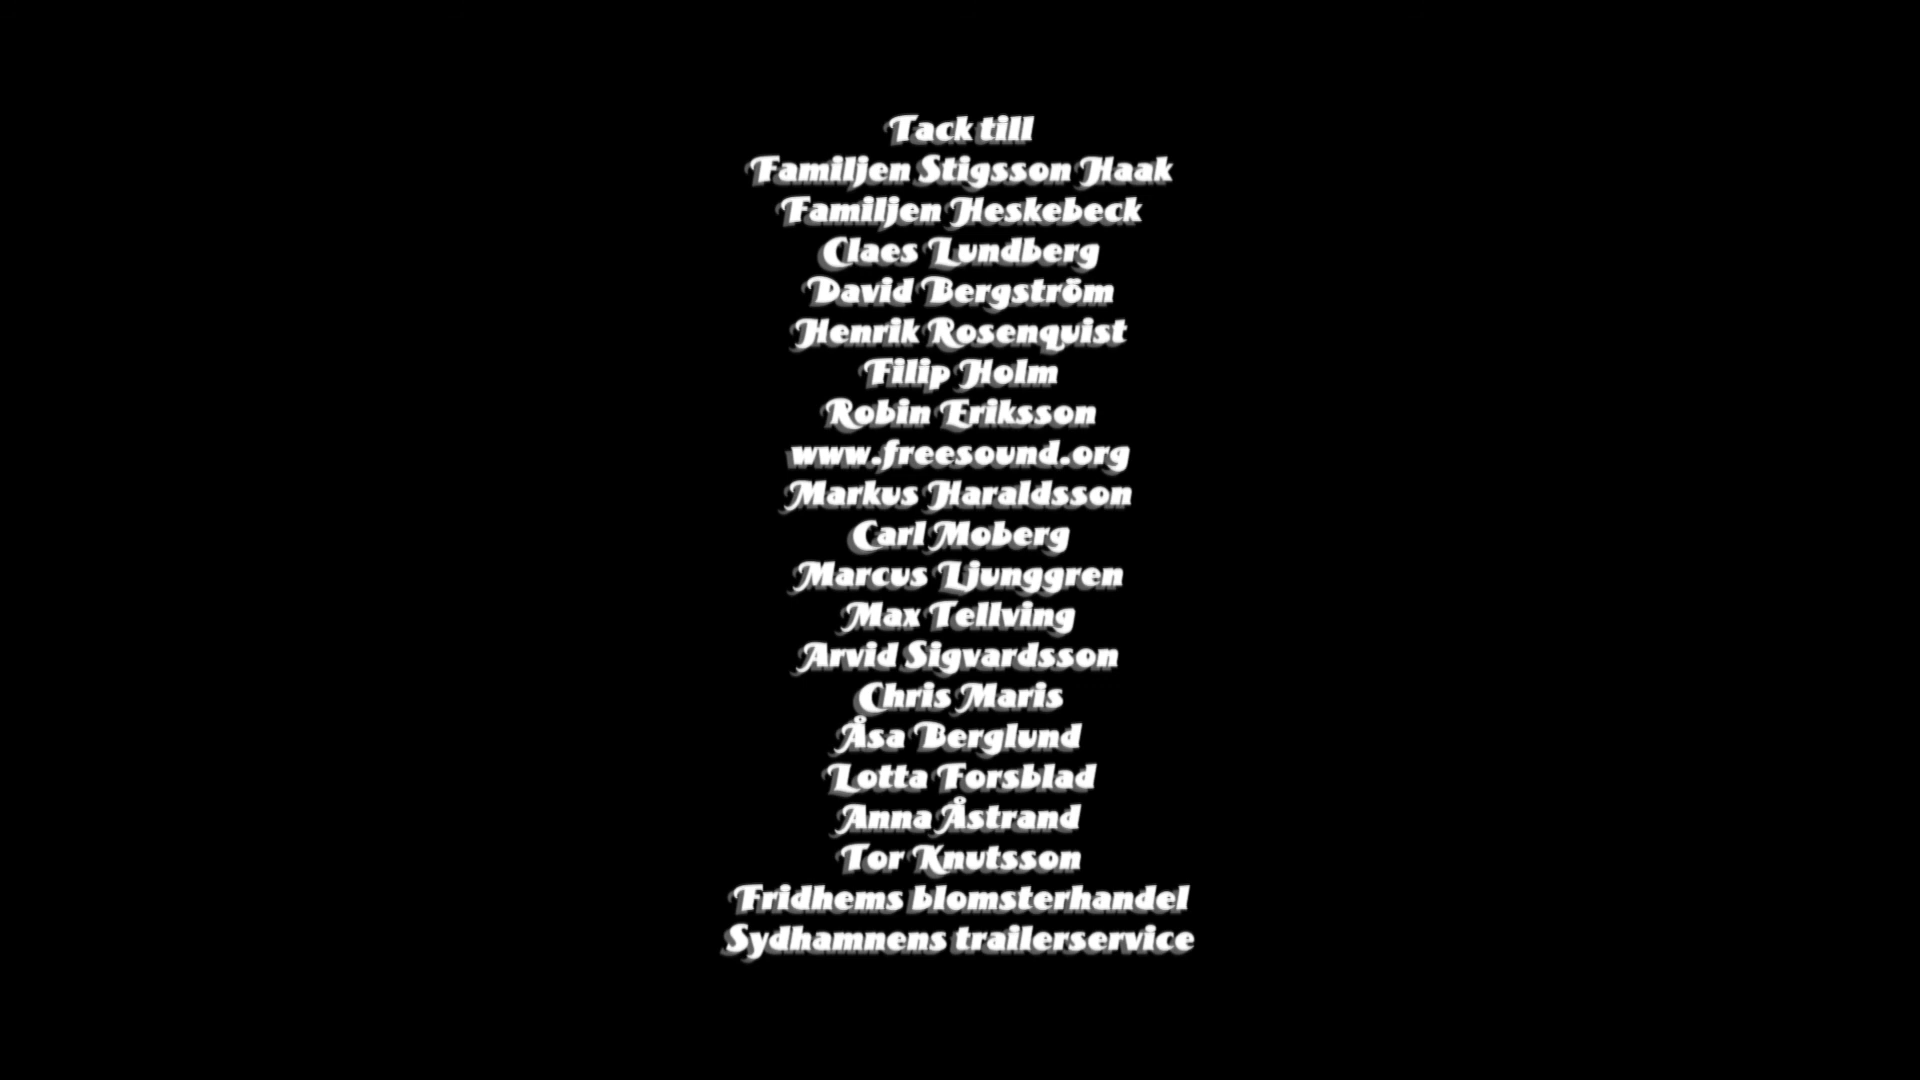 Tack till
Familjen Stigsson Haak
Familjen Heskebeck
Claes Lundberg
David Bergström
Henrik Rosenquist
Filip Holm
Robin Eriksson
www.freesound.org
Markus Haraldsson
Carl Moberg
Marcus Ljunggren
Max Tellving
Arvid Sigvardsson
Chris Maris
Åsa Berglund
Lotta Forsblad
Anna Åstrand
Tor Knutsson
Fridhems blomsterhandel
Sydhamnens trailerservice